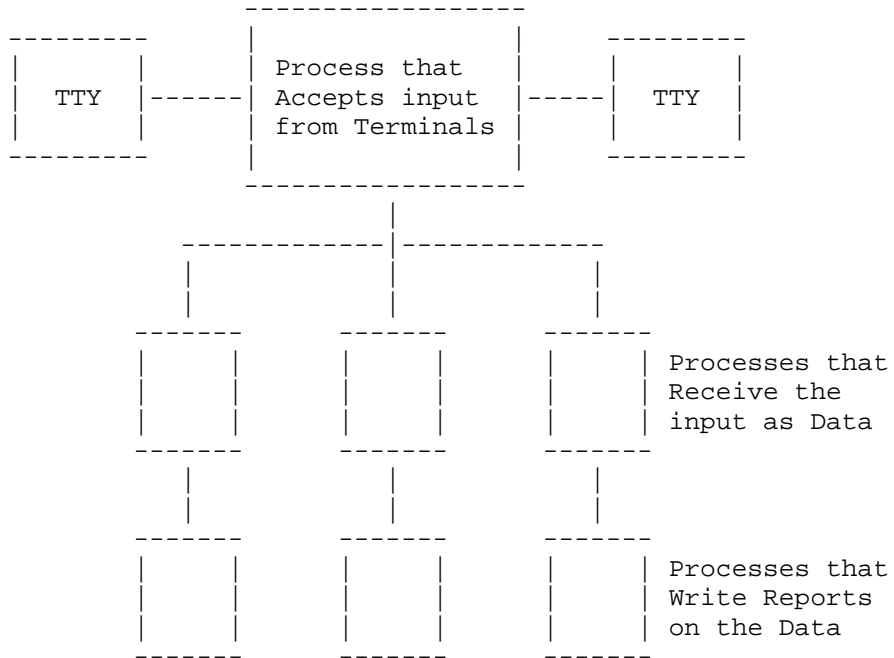 Process that
TTY Accepts input TTY
from Terminals
Processes that
Receive the
input as Data
Processes that
Write Reports
on the Data